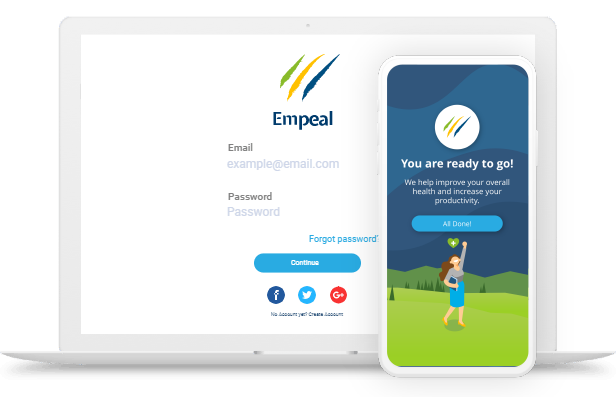 Empeal
Email
example@email.com
Password
Password
Forgot password'
Continue
f
G+
No Account yet? Create Account
You are ready to go!
We help improve your overall
health and increase your
productivity.
All Done!